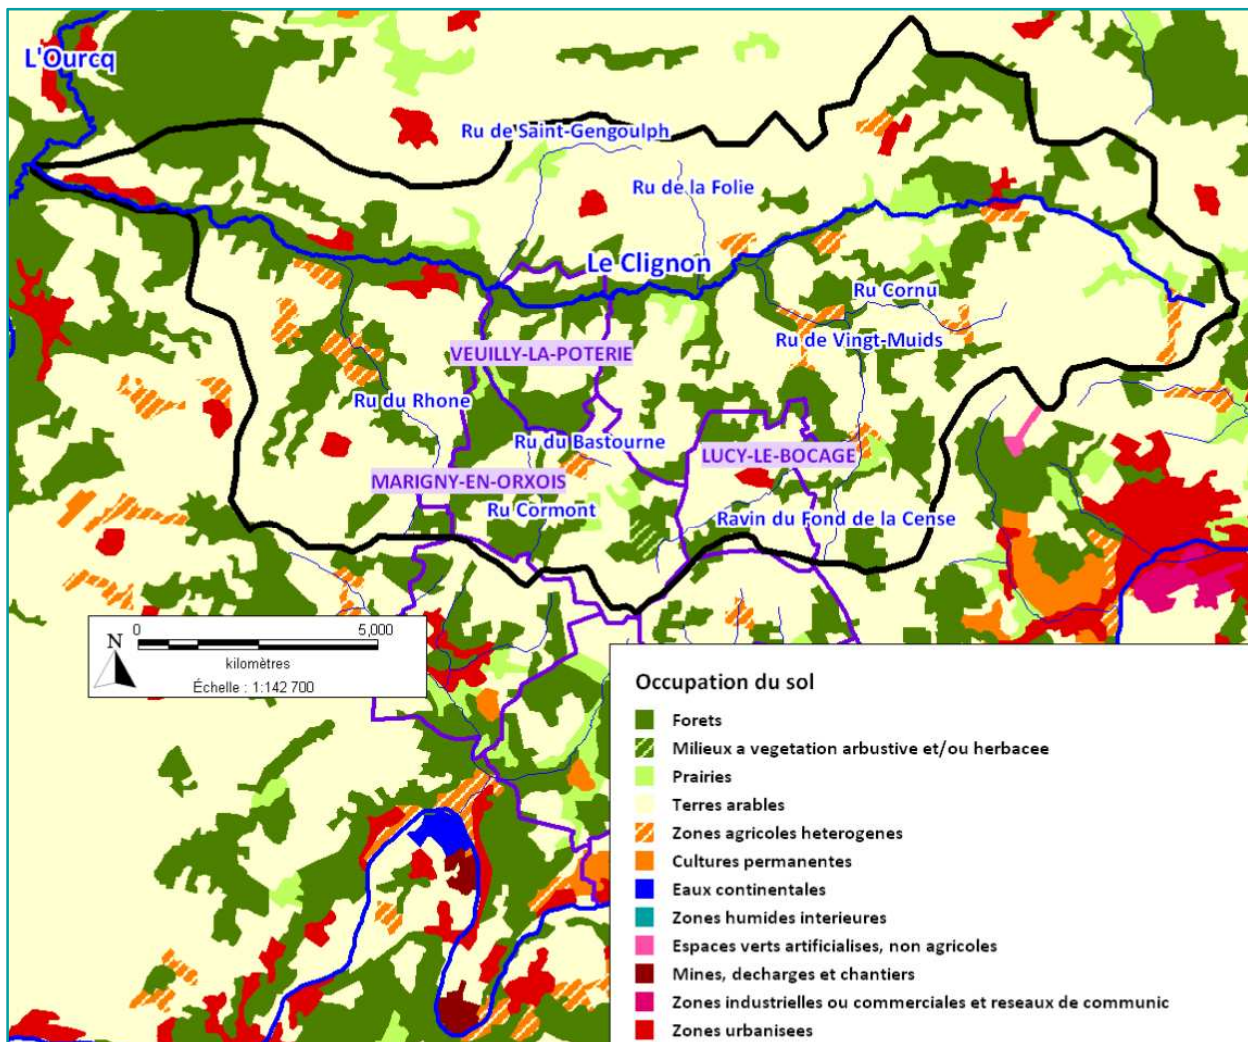 L'Ourcq
Ru de Saint-Gengoulph
Ru de la Folie
Le Clignon
Ru Cornu
Ru de Vingt-Muids
VEUILLY-LA-POTERIE
Ru du Rhone
Ru du Bastourne
LUCY-LE-BOCAGE
MARIGNY-EN-ORXOIS
Ru Cormont
Ravin du Fond de la Cense
N
0 5,000
kilomètres
Échelle : 1:142 700
Occupation du sol
Forets
Milieux a vegetation arbustive et/ou herbacee
Prairies
Terres arables
Zones agricoles heterogenes
Cultures permanentes
Eaux continentales
Zones humides interieures
Espaces verts artificialises, non agricoles
Mines, decharges et chantiers
Zones industrielles ou commerciales et reseaux de communic
Zones urbanisees